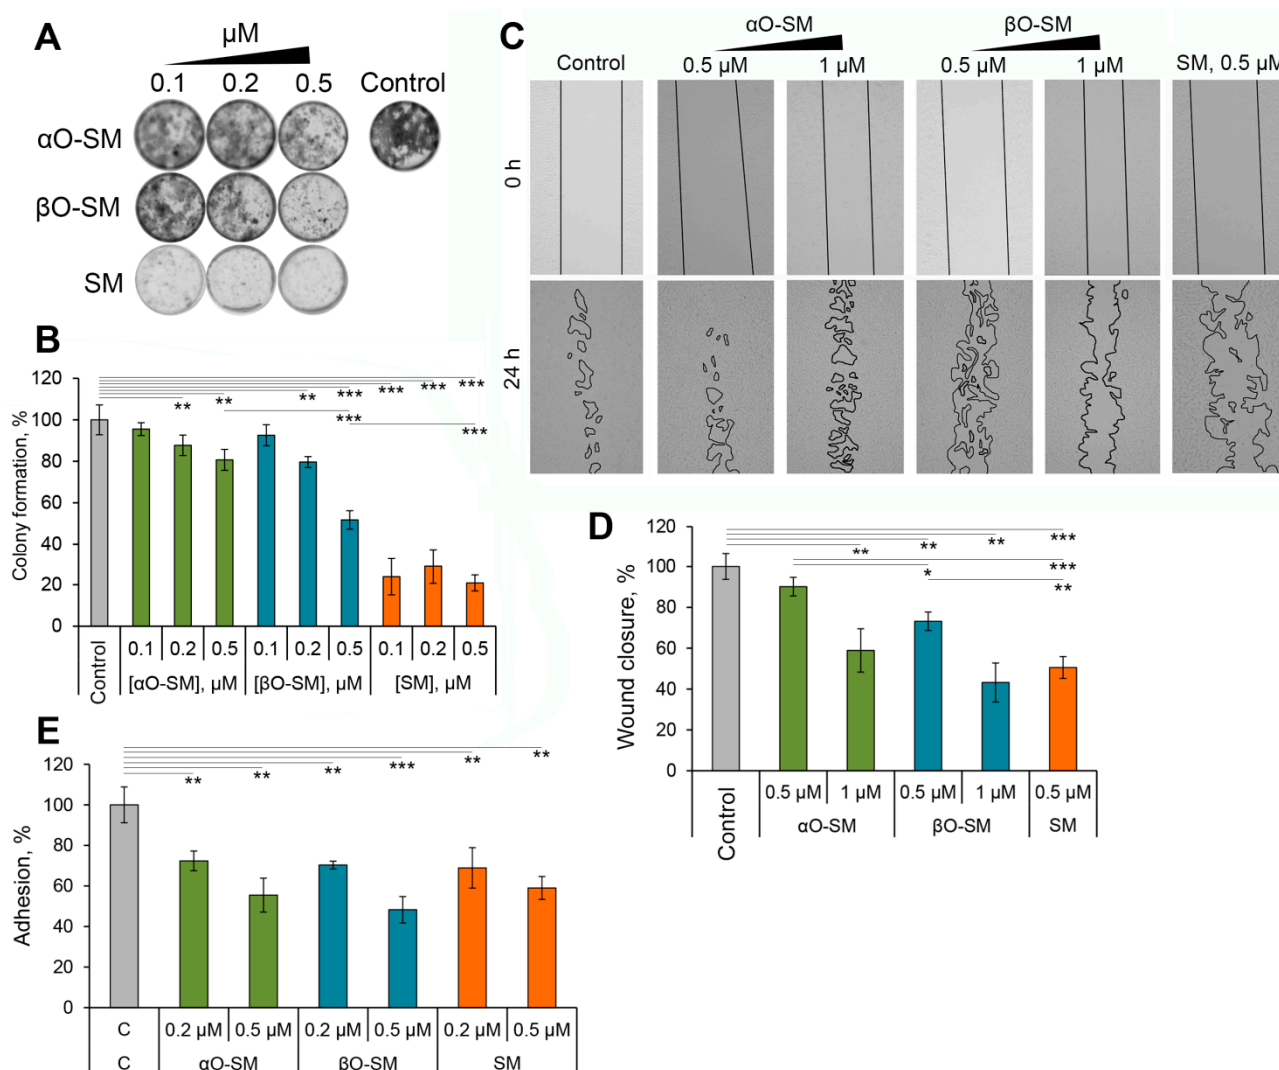 A
µM
0.1 0.2 0.5 Control
αO-SM
βO-SM
SM
C
αO-SM βO-SM
Control 0.5 µM 1 µM 0.5 µM 1 µM SM, 0.5 µM
0 h
24 h
B
Colony formation, %
120
100
80
60
40
20
0
** ** ** *** *** *** ***
*** ***
Control 0.1 0.2 0.5 0.1 0.2 0.5 0.1 0.2 0.5
[αO-SM], µM [βO-SM], µM [SM], µM
D
Wound closure, %
120
100
80
60
40
20
0
** ** ** ***
* ***
**
Control 0.5 µM 1 µM 0.5 µM 1 µM 0.5 µM
αO-SM βO-SM SM
E
Adhesion, %
120
100
80
60
40
20
0
** ** ** *** ** **
C 0.2 µM 0.5 µM 0.2 µM 0.5 µM 0.2 µM 0.5 µM
C αO-SM βO-SM SM